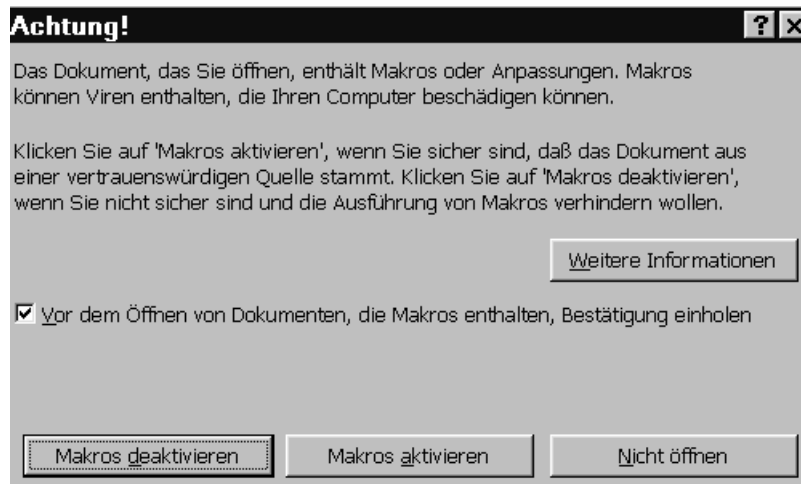 Achtung!
Das Dokument, das Sie öffnen, enthält Makros oder Anpassungen. Makros
können Viren enthalten, die Ihren Computer beschädigen können.
Klicken Sie auf 'Makros aktivieren', wenn Sie sicher sind, daß das Dokument aus
einer vertrauenswürdigen Quelle stammt. Klicken Sie auf 'Makros deaktivieren',
wenn Sie nicht sicher sind und die Ausführung von Makros verhindern wollen.
Weitere Informationen
Vor dem Öffnen von Dokumenten, die Makros enthalten, Bestätigung einholen
Makros deaktivieren Makros aktivieren Nicht öffnen